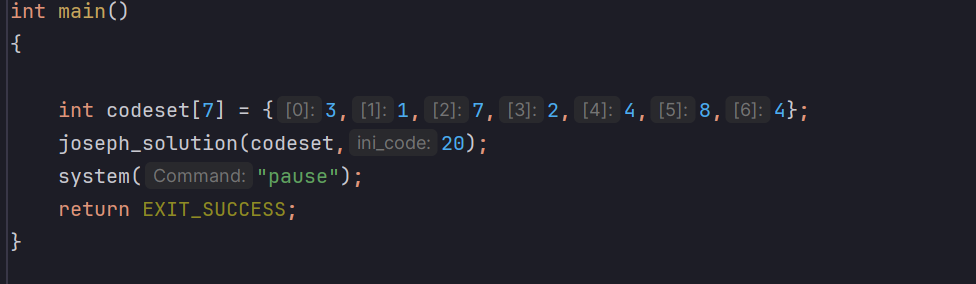 int main()
{
int codeset[7] = {[0]: 3,[1]: 1,[2]: 7,[3]: 2,[4]: 4,[5]: 8,[6]: 4};
joseph_solution(codeset,ini_code: 20);
system(Command: "pause");
return EXIT_SUCCESS;
}